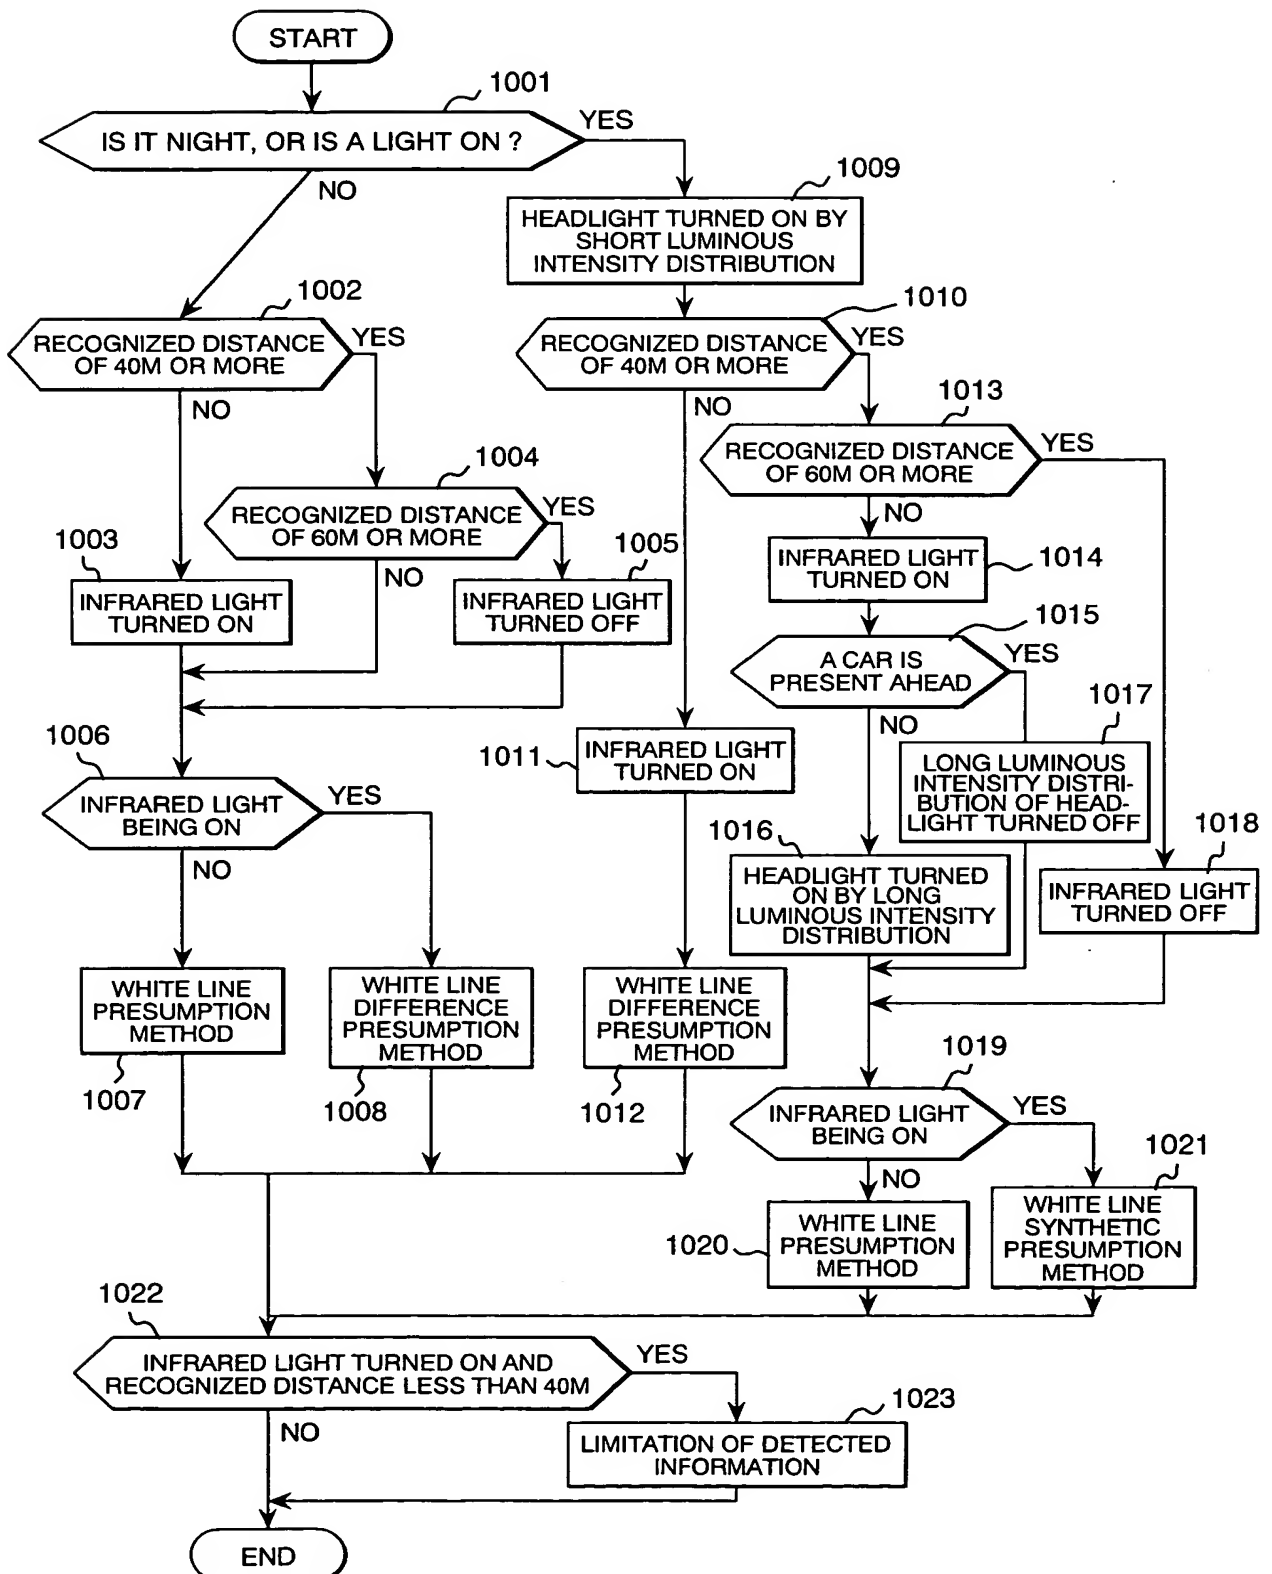 START
1001
IS IT NIGHT, OR IS A LIGHT ON ?
YES
NO
1009
HEADLIGHT TURNED ON BY
SHORT LUMINOUS
INTENSITY DISTRIBUTION
1002
RECOGNIZED DISTANCE
OF 40M OR MORE
YES
NO
1010
RECOGNIZED DISTANCE
OF 40M OR MORE
YES
NO
1013
RECOGNIZED DISTANCE
OF 60M OR MORE
YES
NO
1004
RECOGNIZED DISTANCE
OF 60M OR MORE
YES
NO
1003
INFRARED LIGHT
TURNED ON
1005
INFRARED LIGHT
TURNED OFF
INFRARED LIGHT
TURNED ON
1014
1015
A CAR IS
PRESENT AHEAD
YES
NO
1017
LONG LUMINOUS
INTENSITY DISTRI-
BUTION OF HEAD-
LIGHT TURNED OFF
1006
INFRARED LIGHT
BEING ON
YES
NO
1011
INFRARED LIGHT
TURNED ON
1016
HEADLIGHT TURNED
ON BY LONG
LUMINOUS INTENSITY
DISTRIBUTION
1018
INFRARED LIGHT
TURNED OFF
WHITE LINE
PRESUMPTION
METHOD
1007
WHITE LINE
DIFFERENCE
PRESUMPTION
METHOD
1008
WHITE LINE
DIFFERENCE
PRESUMPTION
METHOD
1012
1019
INFRARED LIGHT
BEING ON
YES
NO
1020
WHITE LINE
PRESUMPTION
METHOD
1021
WHITE LINE
SYNTHETIC
PRESUMPTION
METHOD
1022
INFRARED LIGHT TURNED ON AND
RECOGNIZED DISTANCE LESS THAN 40M
YES
NO
1023
LIMITATION OF DETECTED
INFORMATION
END